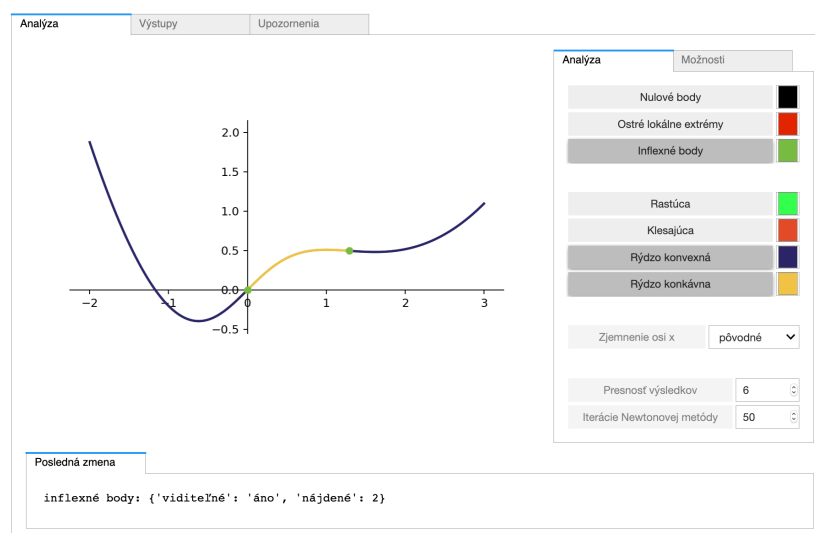 Analýza
Výstupy
Upozornenia
Analýza
Možnosti
Nulové body
Ostré lokálne extrémy
Inflexné body
Rastúca
Klesajúca
Rýdzo konvexná
Rýdzo konkávna
Zjemnenie osi x
pôvodné
Presnosť výsledkov
6
Iterácie Newtonovej metódy
50
2.0
1.5
1.0
0.5
0.0
−0.5
−2
−1
0
1
2
3
Posledná zmena
inflexné body: {'viditeľné': 'áno', 'nájdené': 2}